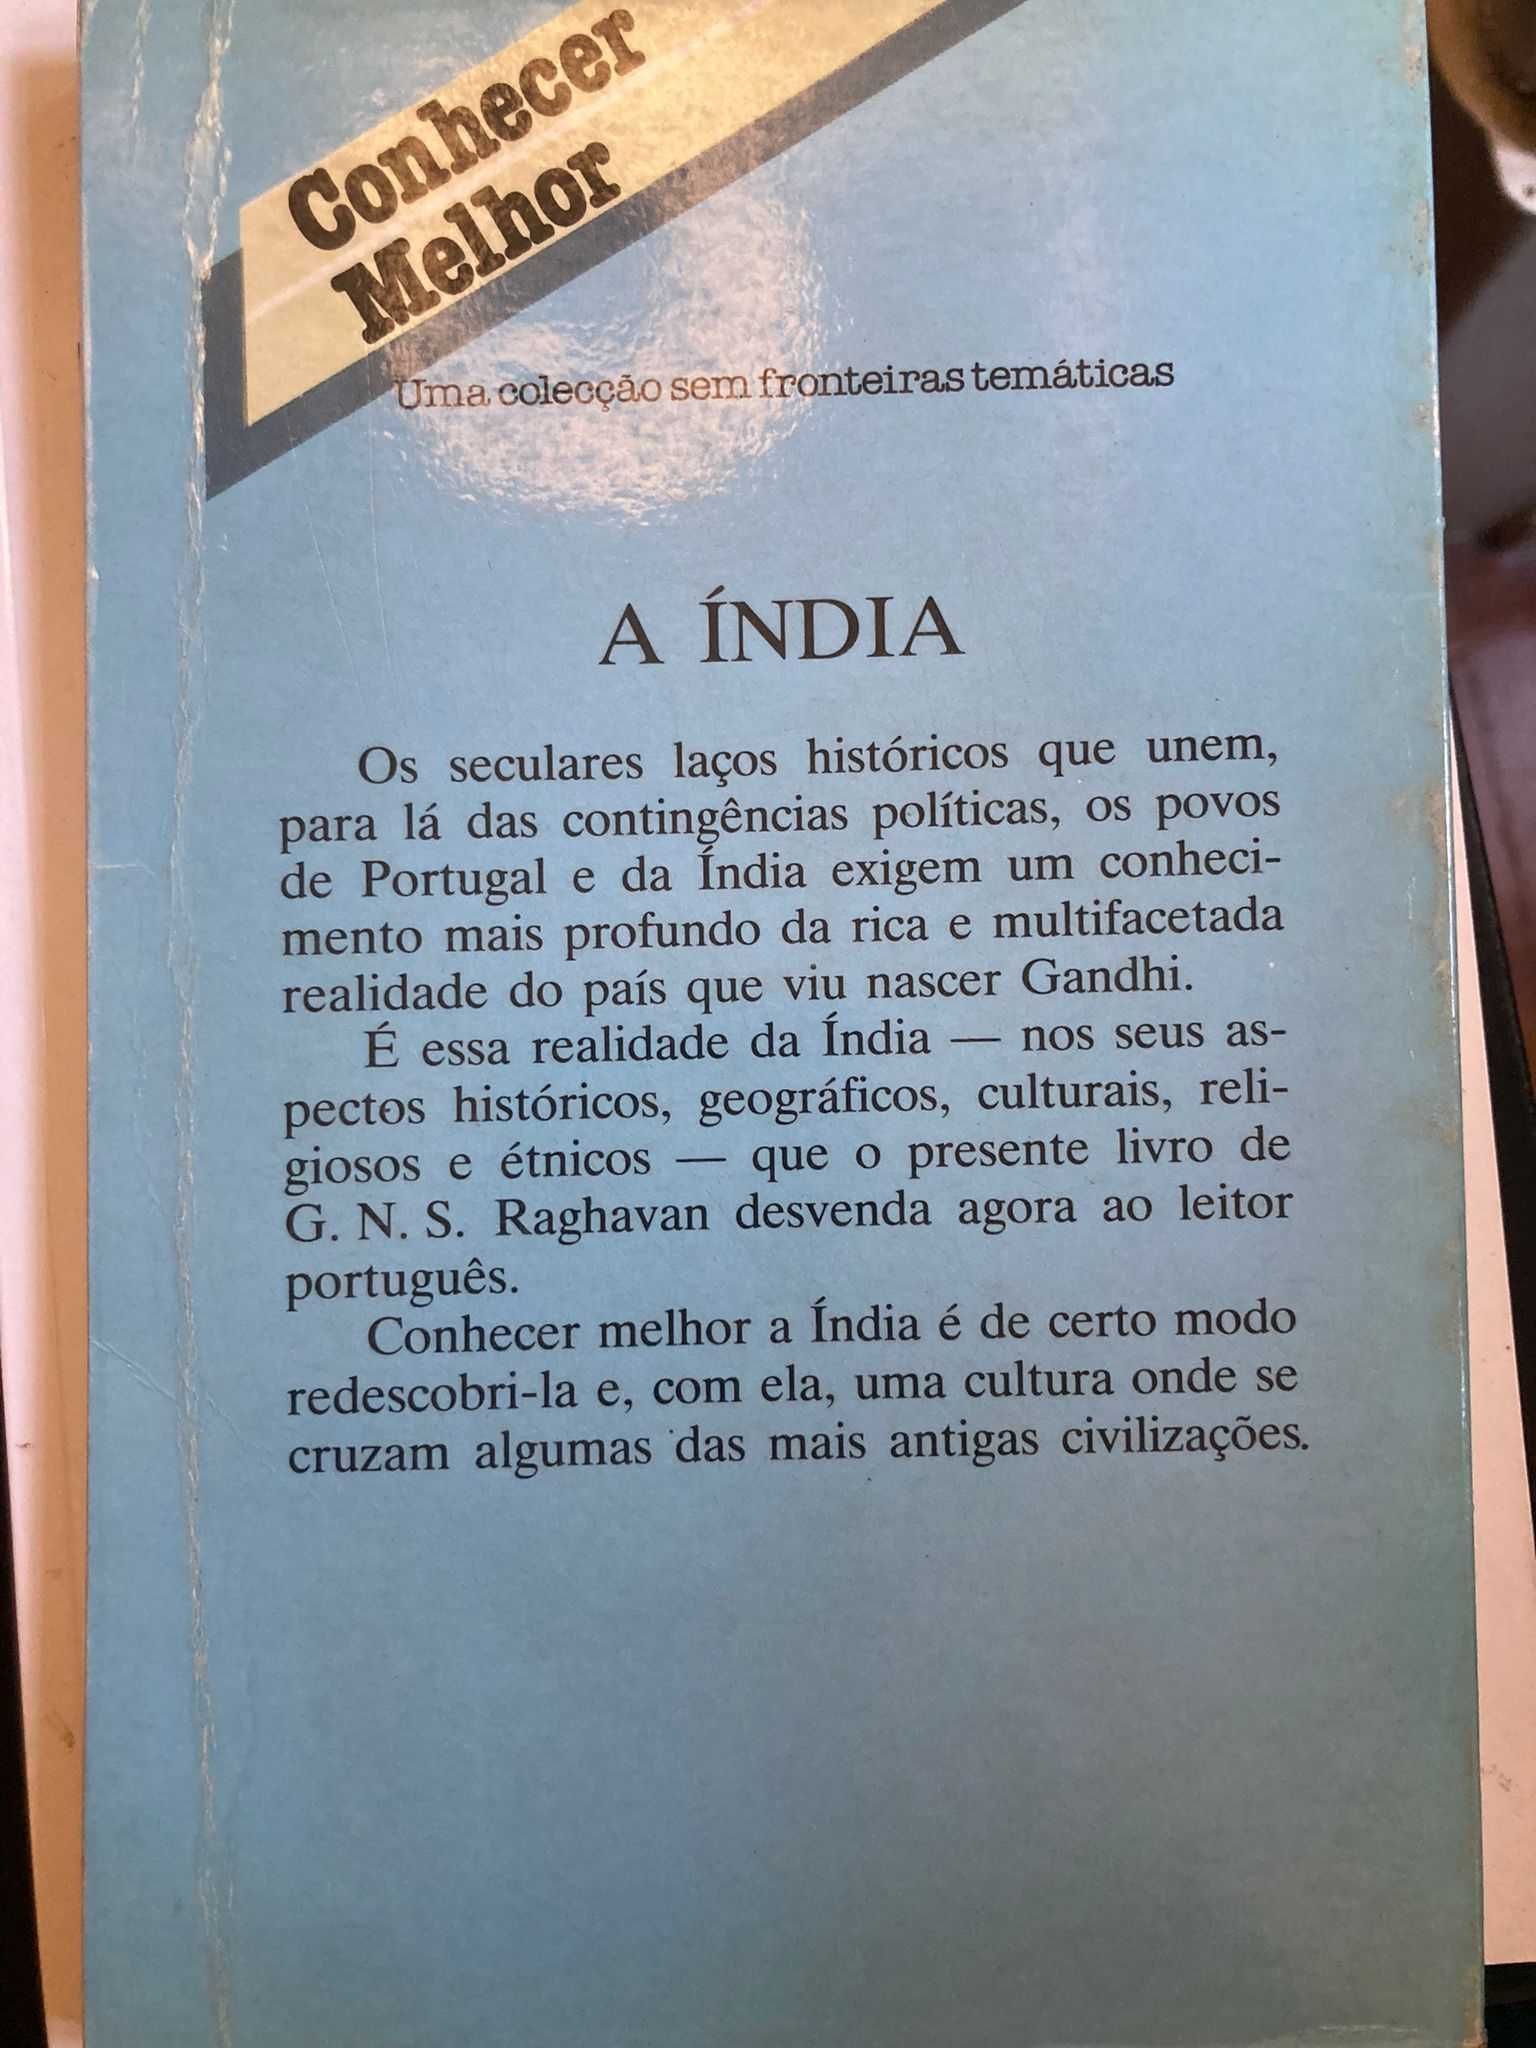 Conhecer
Melhor
Uma colecção sem fronteiras temáticas
A ÍNDIA
Os seculares laços históricos que unem,
para lá das contingências políticas, os povos
de Portugal e da Índia exigem um conheci-
mento mais profundo da rica e multifacetada
realidade do país que viu nascer Gandhi.
É essa realidade da Índia — nos seus as-
pectos históricos, geográficos, culturais, reli-
giosos e étnicos — que o presente livro de
G. N. S. Raghavan desvenda agora ao leitor
português.
Conhecer melhor a Índia é de certo modo
redescobri-la e, com ela, uma cultura onde se
cruzam algumas das mais antigas civilizações.